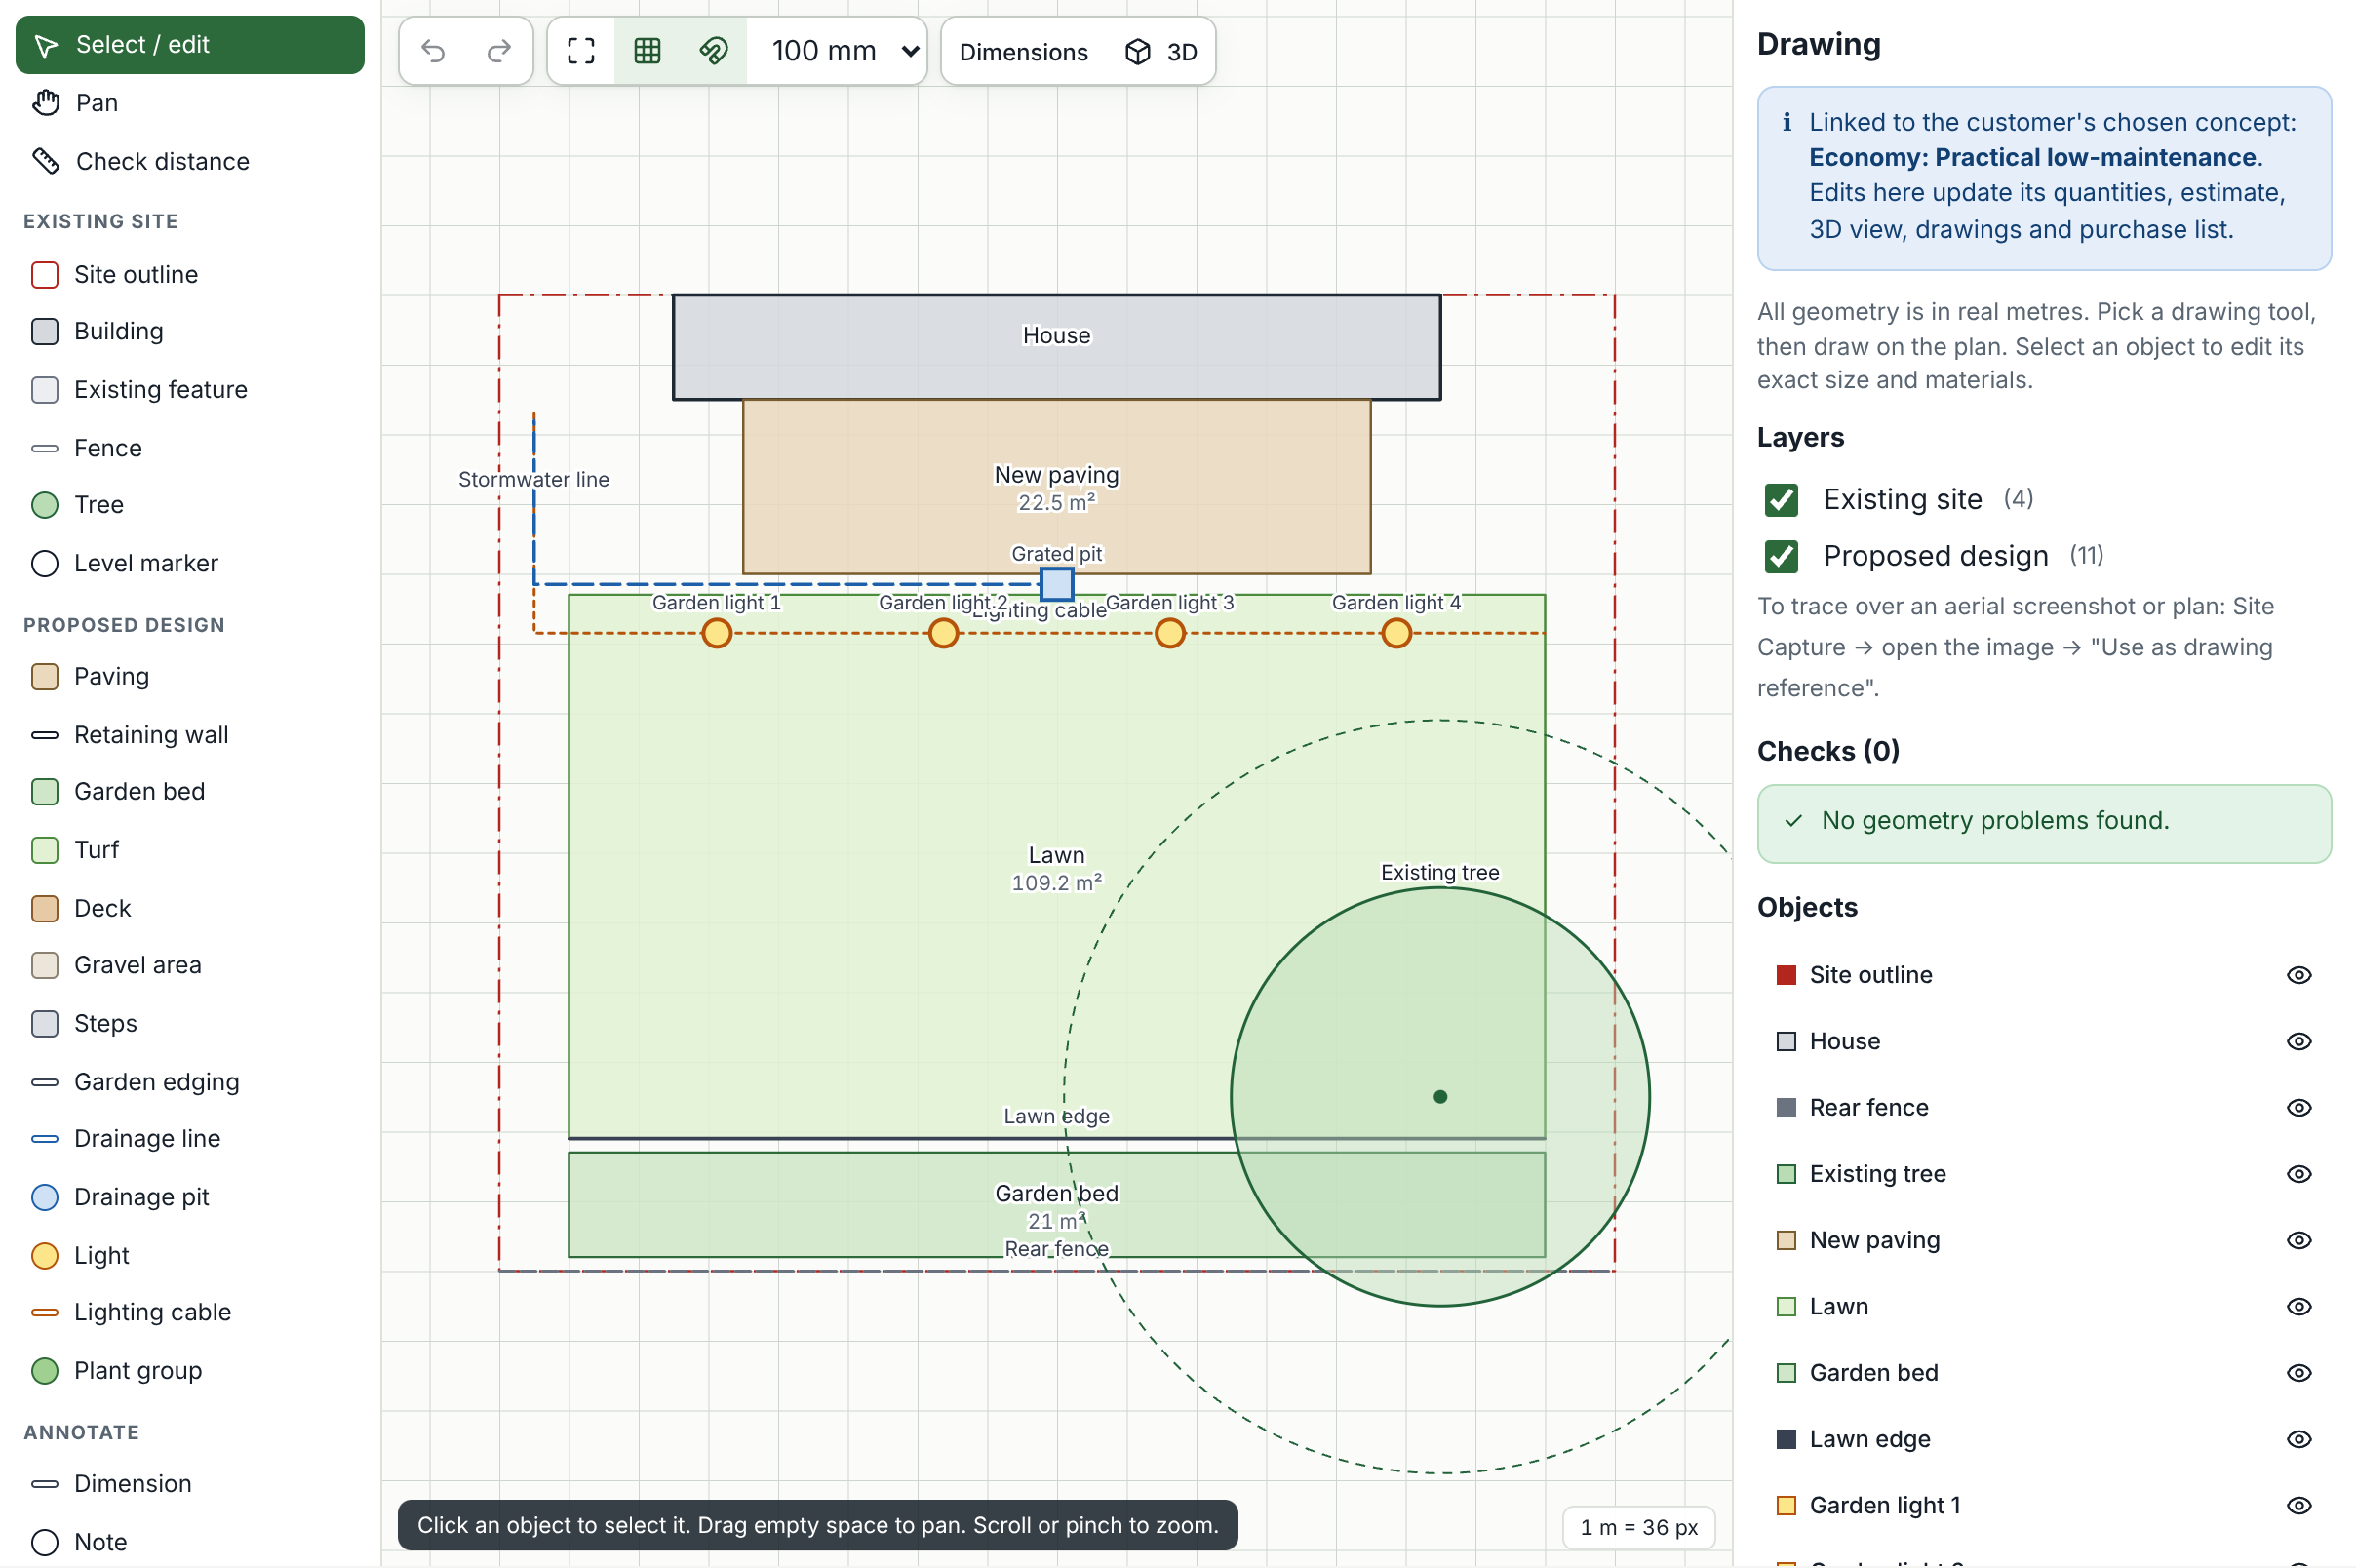 Select / edit
Pan
Check distance
EXISTING SITE
Site outline
Building
Existing feature
Fence
Tree
Level marker
PROPOSED DESIGN
Paving
Retaining wall
Garden bed
Turf
Deck
Gravel area
Steps
Garden edging
Drainage line
Drainage pit
Light
Lighting cable
Plant group
ANNOTATE
Dimension
Note
100 mm
Dimensions
3D
House
Stormwater line
New paving
22.5 m²
Grated pit
Garden light 1
Garden light 2
Lighting cable
Garden light 3
Garden light 4
Lawn
109.2 m²
Existing tree
Lawn edge
Garden bed
21 m²
Rear fence
Click an object to select it. Drag empty space to pan. Scroll or pinch to zoom.
1 m = 36 px
Drawing
Linked to the customer's chosen concept:
Economy: Practical low-maintenance.
Edits here update its quantities, estimate,
3D view, drawings and purchase list.
All geometry is in real metres. Pick a drawing tool,
then draw on the plan. Select an object to edit its
exact size and materials.
Layers
Existing site (4)
Proposed design (11)
To trace over an aerial screenshot or plan: Site
Capture → open the image → "Use as drawing
reference".
Checks (0)
No geometry problems found.
Objects
Site outline
House
Rear fence
Existing tree
New paving
Lawn
Garden bed
Lawn edge
Garden light 1